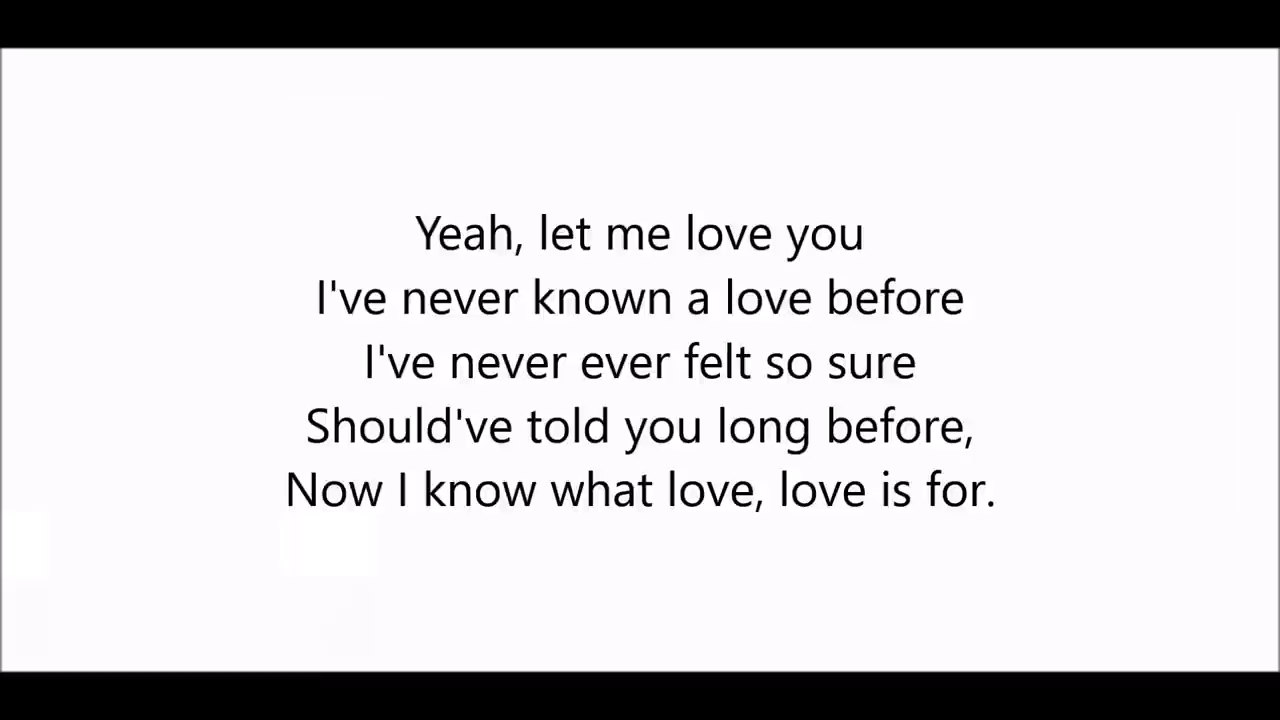 Yeah, let me love you
I've never known a love before
I've never ever felt so sure
Should've told you long before,
Now I know what love, love is for.